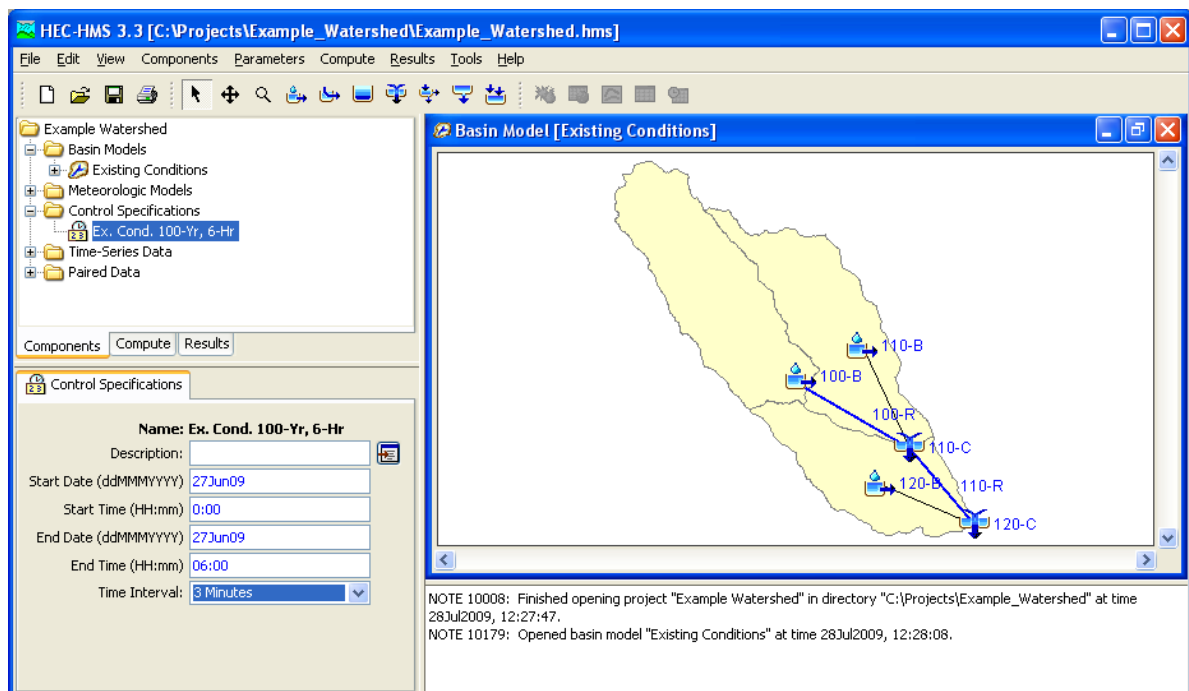 HEC-HMS 3.3 [C:\Projects\Example_Watershed\Example_Watershed.hms]
File Edit View Components Parameters Compute Results Tools Help
Example Watershed
Basin Models
Existing Conditions
Meteorologic Models
Control Specifications
Ex. Cond. 100-Yr, 6-Hr
Time-Series Data
Paired Data
Components Compute Results
Control Specifications
Name: Ex. Cond. 100-Yr, 6-Hr
Description:
Start Date (ddMMMYYYY) 27Jun09
Start Time (HH:mm) 0:00
End Date (ddMMMYYYY) 27Jun09
End Time (HH:mm) 06:00
Time Interval: 3 Minutes
Basin Model [Existing Conditions]
110-B
100-B
100-R
110-C
120-B
110-R
120-C
NOTE 10008: Finished opening project "Example Watershed" in directory "C:\Projects\Example_Watershed" at time
28Jul2009, 12:27:47.
NOTE 10179: Opened basin model "Existing Conditions" at time 28Jul2009, 12:28:08.